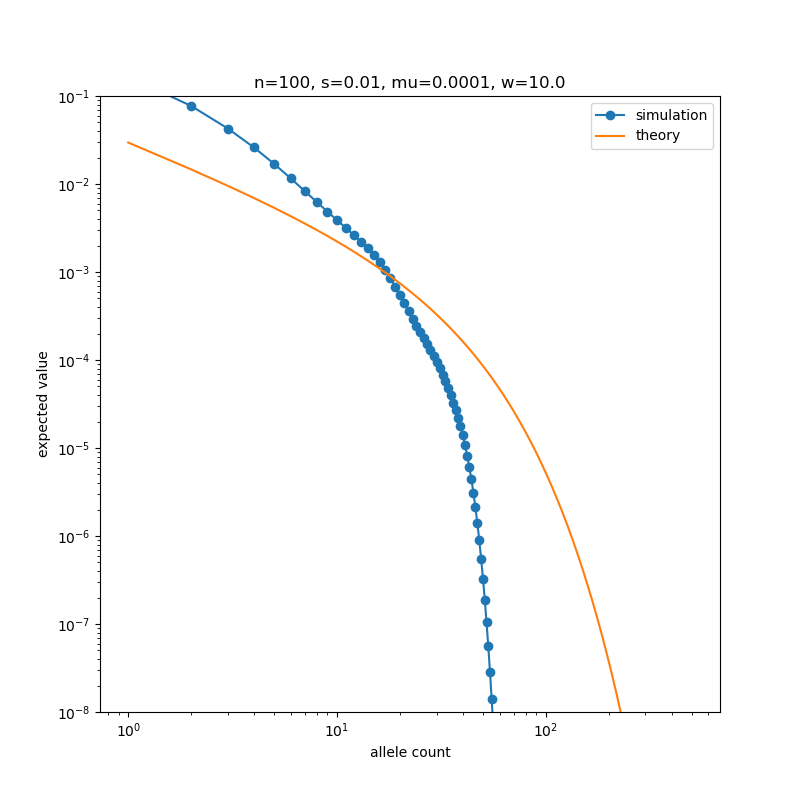 n=100, s=0.01, mu=0.0001, w=10.0
simulation
theory
expected value
10⁻¹
10⁻²
10⁻³
10⁻⁴
10⁻⁵
10⁻⁶
10⁻⁷
10⁻⁸
10⁰ 10¹ 10²
allele count